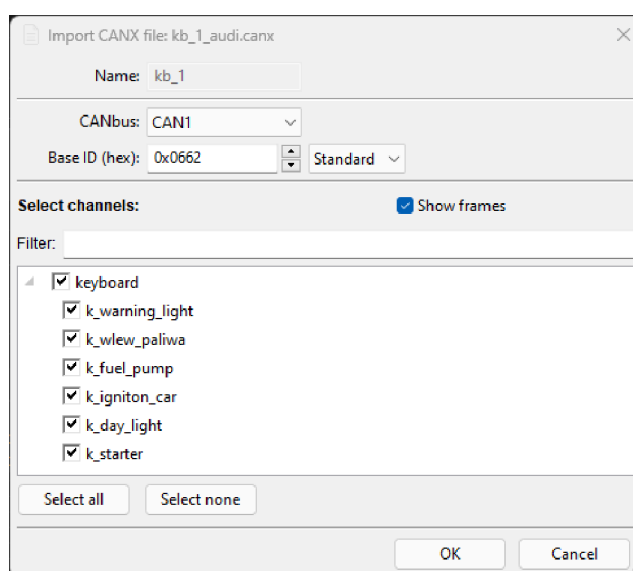 Import CANX file: kb_1_audi.canx
Name: kb_1
CANbus: CAN1
Base ID (hex): 0x0662 Standard
Select channels: Show frames
Filter:
keyboard
k_warning_light
k_wlew_paliwa
k_fuel_pump
k_igniton_car
k_day_light
k_starter
Select all Select none
OK Cancel